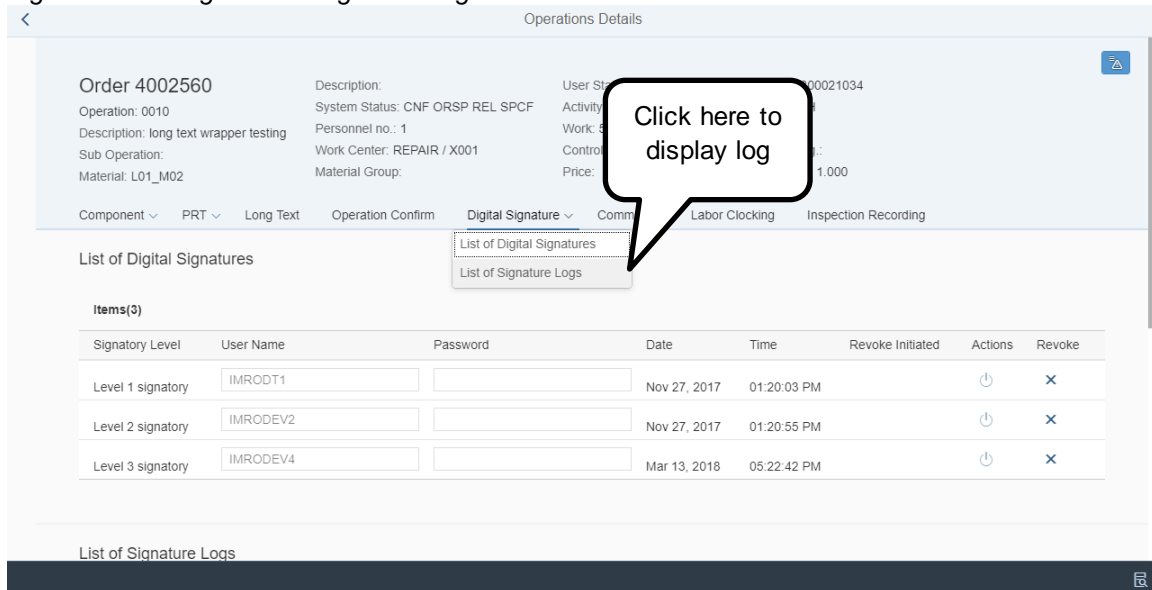 Operations Details
Order 4002560
Operation: 0010
Description: long text wrapper testing
Sub Operation:
Material: L01_M02
Description:
System Status: CNF ORSP REL SPCF
Personnel no.: 1
Work Center: REPAIR / X001
Material Group:
User
Activity
Work:
Control
Price:
1.000
Click here to
display log
Component PRT Long Text Operation Confirm Digital Signature Labor Clocking Inspection Recording
List of Digital Signatures
List of Signature Logs
List of Digital Signatures
Items(3)
Signatory Level User Name Password Date Time Revoke Initiated Actions Revoke
Level 1 signatory IMRODT1 Nov 27, 2017 01:20:03 PM
Level 2 signatory IMRODEV2 Nov 27, 2017 01:20:55 PM
Level 3 signatory IMRODEV4 Mar 13, 2018 05:22:42 PM
List of Signature Logs